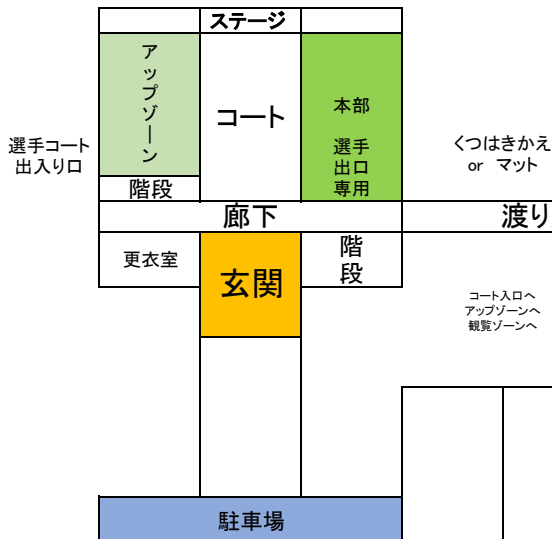 ステージ
アップゾーン
コート
本部
選手
出口
専用
選手コート
出入り口
くつはきかえ
or マット
階段
廊下
渡り
更衣室
玄関
階段
コート入口へ
アップゾーンへ
観覧ゾーンへ
駐車場